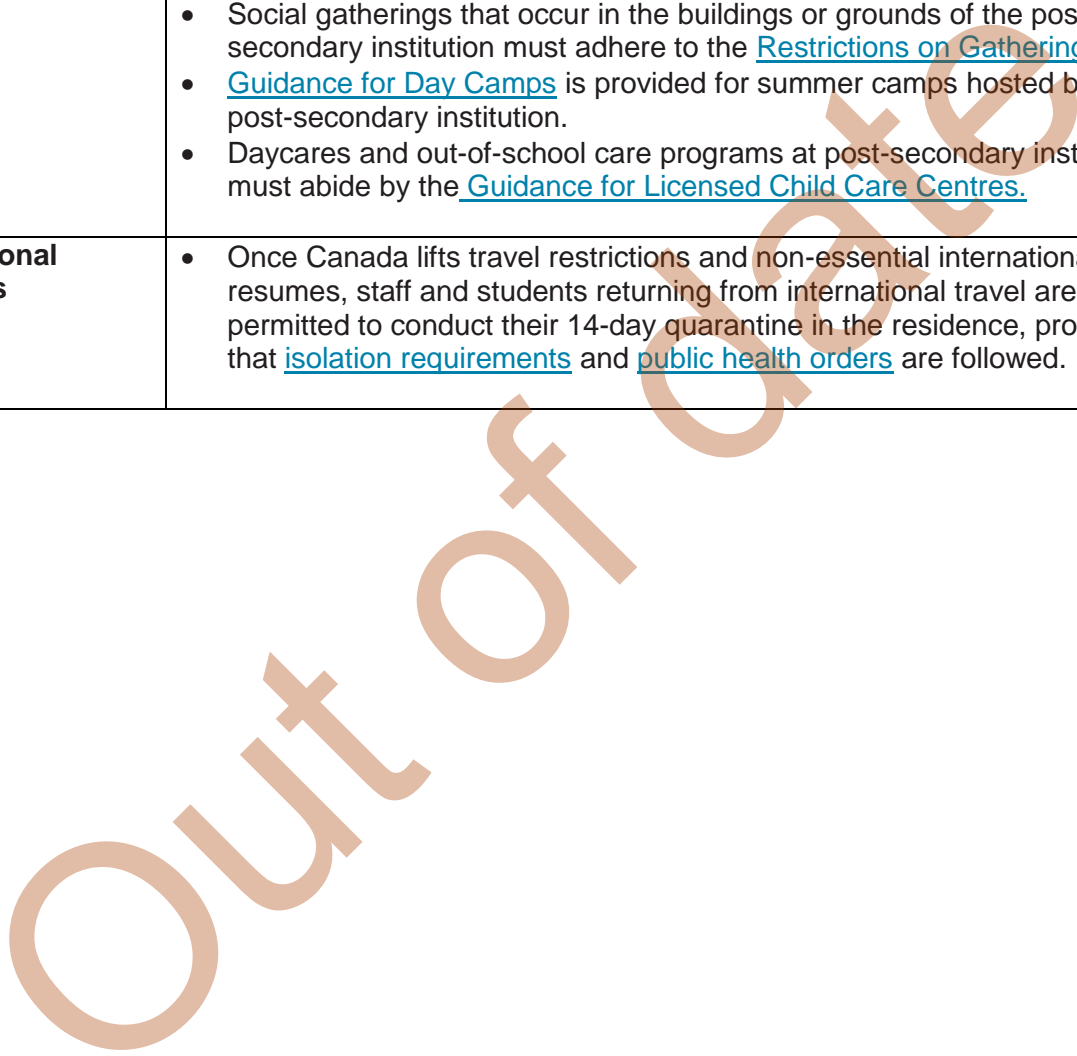 • Social gatherings that occur in the buildings or grounds of the pos
secondary institution must adhere to the Restrictions on Gathering
• Guidance for Day Camps is provided for summer camps hosted b
post-secondary institution.
• Daycares and out-of-school care programs at post-secondary inst
must abide by the Guidance for Licensed Child Care Centres.
onal
s
• Once Canada lifts travel restrictions and non-essential internationa
resumes, staff and students returning from international travel are
permitted to conduct their 14-day quarantine in the residence, pro
that isolation requirements and public health orders are followed.
Out of date